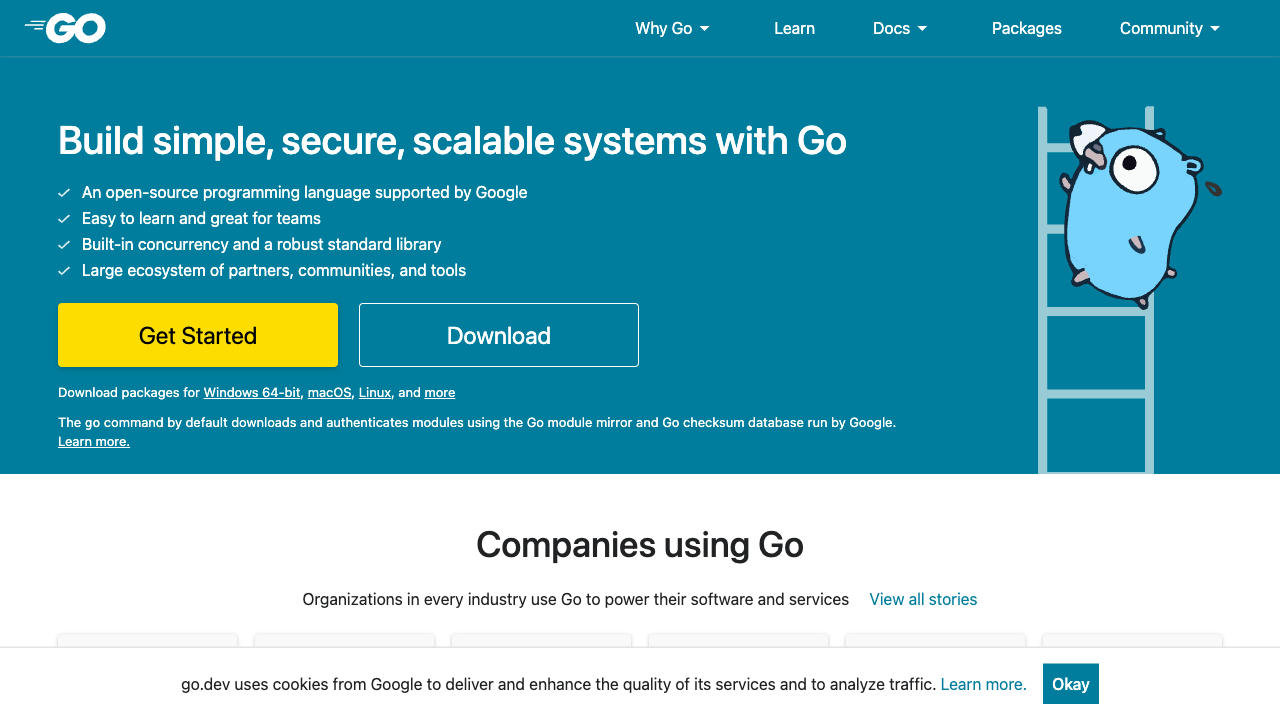 GO
Why Go
Learn
Docs
Packages
Community
Build simple, secure, scalable systems with Go
An open-source programming language supported by Google
Easy to learn and great for teams
Built-in concurrency and a robust standard library
Large ecosystem of partners, communities, and tools
Get Started
Download
Download packages for Windows 64-bit, macOS, Linux, and more
The go command by default downloads and authenticates modules using the Go module mirror and Go checksum database run by Google.
Learn more.
Companies using Go
Organizations in every industry use Go to power their software and services View all stories
go.dev uses cookies from Google to deliver and enhance the quality of its services and to analyze traffic. Learn more.
Okay